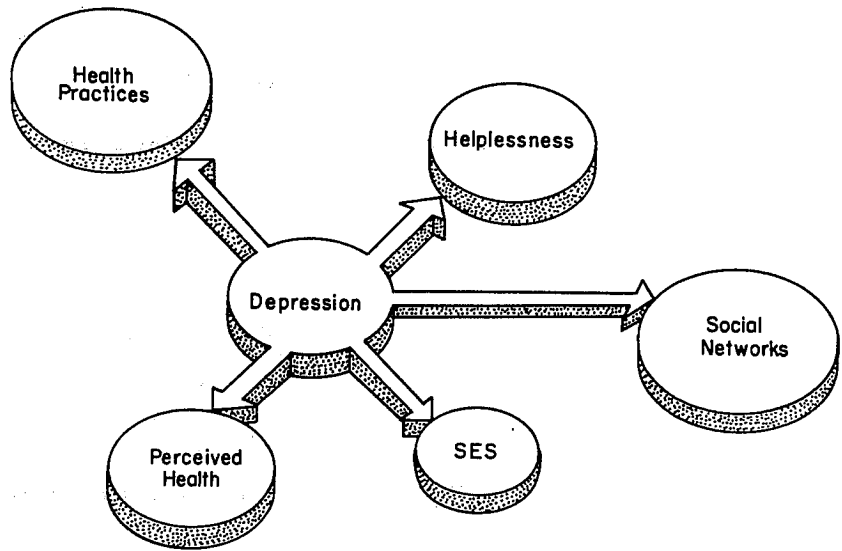 Health
Practices
Helplessness
Depression
Social
Networks
Perceived
Health
SES